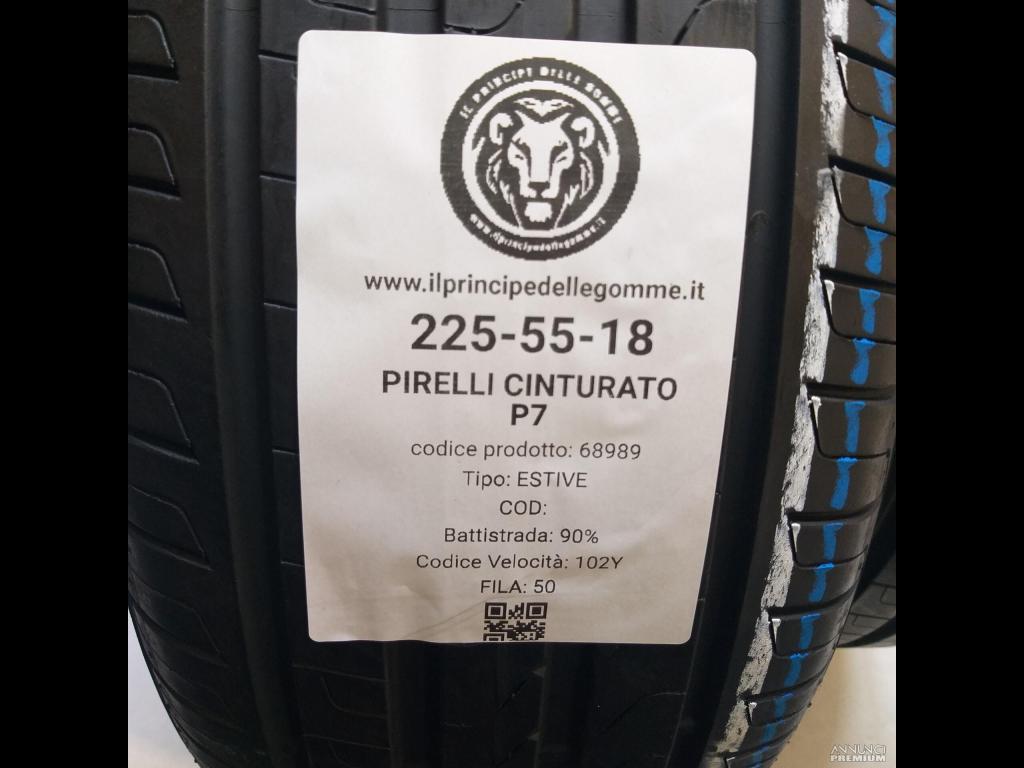 IL PRINCIPE DELLE GOMME
www.ilprincipedellegomme.it
www.ilprincipedellegomme.it
225-55-18
PIRELLI CINTURATO
P7
codice prodotto: 68989
Tipo: ESTIVE
COD:
Battistrada: 90%
Codice Velocità: 102Y
FILA: 50
ANNUNCI
PREMIUM